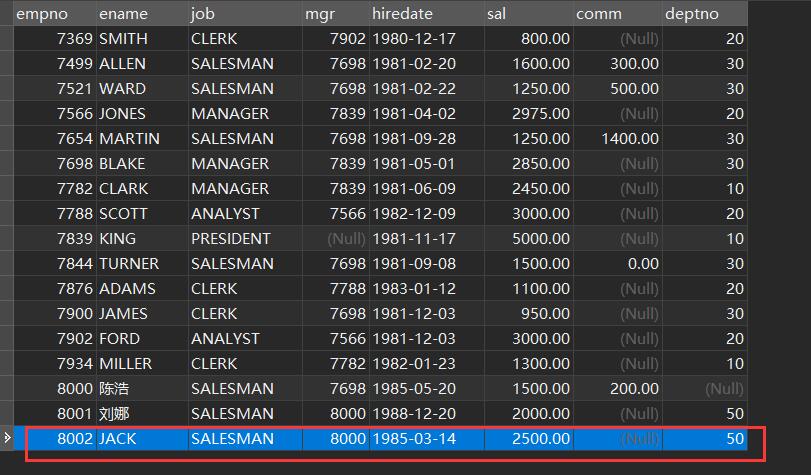 empno ename job mgr hiredate sal comm deptno
7369 SMITH CLERK 7902 1980-12-17 800.00 (Null) 20
7499 ALLEN SALESMAN 7698 1981-02-20 1600.00 300.00 30
7521 WARD SALESMAN 7698 1981-02-22 1250.00 500.00 30
7566 JONES MANAGER 7839 1981-04-02 2975.00 (Null) 20
7654 MARTIN SALESMAN 7698 1981-09-28 1250.00 1400.00 30
7698 BLAKE MANAGER 7839 1981-05-01 2850.00 (Null) 30
7782 CLARK MANAGER 7839 1981-06-09 2450.00 (Null) 10
7788 SCOTT ANALYST 7566 1982-12-09 3000.00 (Null) 20
7839 KING PRESIDENT (Null) 1981-11-17 5000.00 (Null) 10
7844 TURNER SALESMAN 7698 1981-09-08 1500.00 0.00 30
7876 ADAMS CLERK 7788 1983-01-12 1100.00 (Null) 20
7900 JAMES CLERK 7698 1981-12-03 950.00 (Null) 30
7902 FORD ANALYST 7566 1981-12-03 3000.00 (Null) 20
7934 MILLER CLERK 7782 1982-01-23 1300.00 (Null) 10
8000 陈浩 SALESMAN 7698 1985-05-20 1500.00 200.00 (Null)
8001 刘娜 SALESMAN 8000 1988-12-20 2000.00 (Null) 50
8002 JACK SALESMAN 8000 1985-03-14 2500.00 (Null) 50